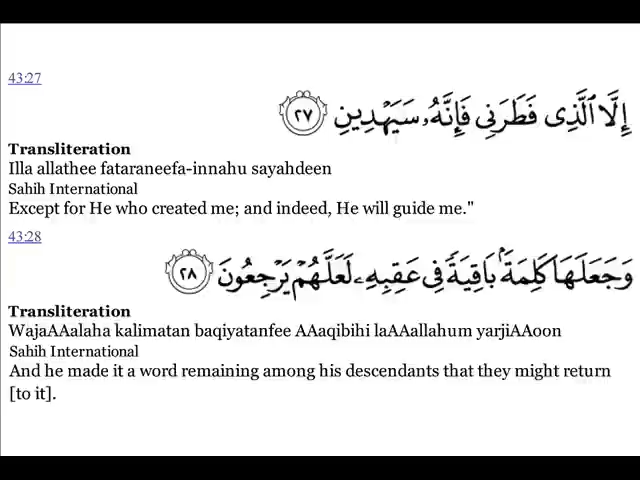 43:27
إِلَّا ٱلَّذِى فَطَرَنِى فَإِنَّهُۥ سَيَهْدِينِ ٢٧
Transliteration
Illa allathee fataraneefa-innahu sayahdeen
Sahih International
Except for He who created me; and indeed, He will guide me."
43:28
وَجَعَلَهَا كَلِمَةًۢ بَاقِيَةً فِى عَقِبِهِۦ لَعَلَّهُمْ يَرْجِعُونَ ٢٨
Transliteration
WajaAAalaha kalimatan baqiyatanfee AAaqibihi laAAallahum yarjiAAoon
Sahih International
And he made it a word remaining among his descendants that they might return
[to it].